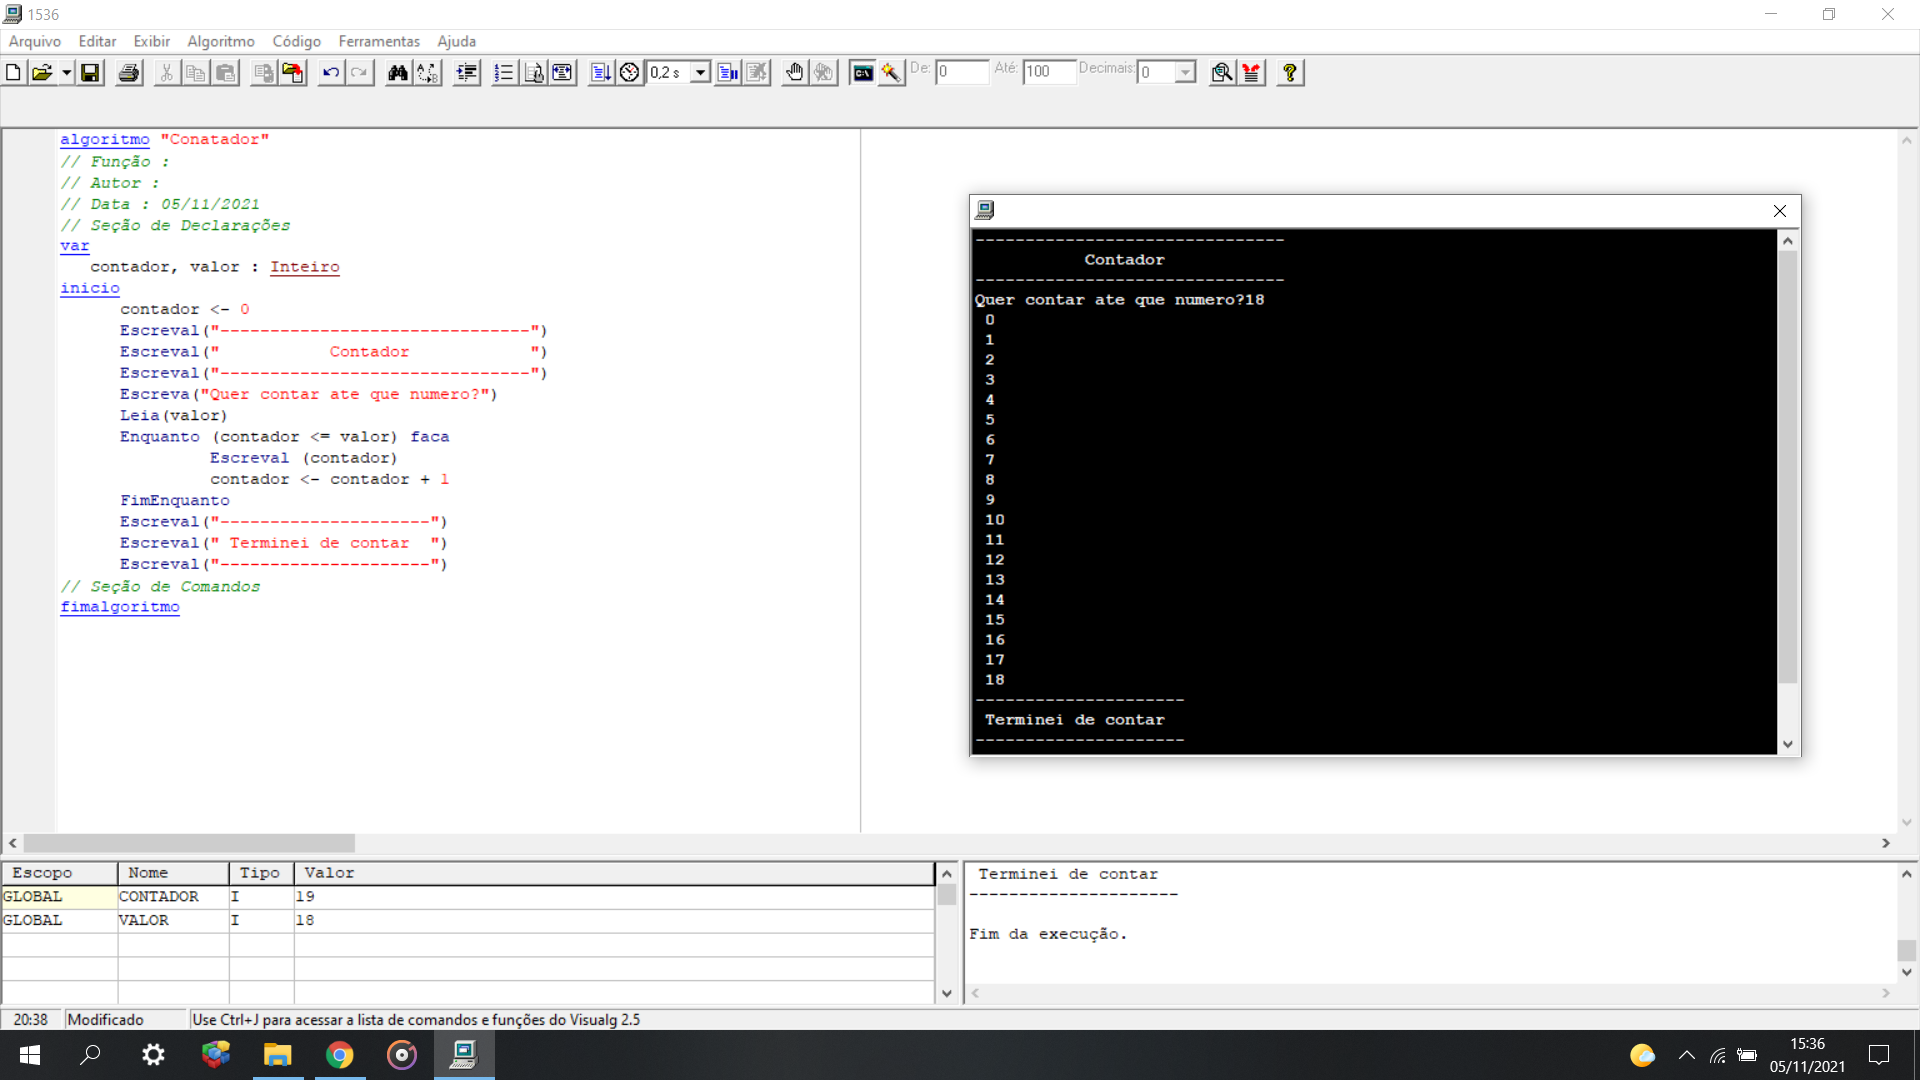 1536
Arquivo Editar Exibir Algoritmo Código Ferramentas Ajuda
0,2 s De: 0 Até: 100 Decimais: 0
algoritmo "Conatador"
// Função :
// Autor :
// Data : 05/11/2021
// Seção de Declarações
var
contador, valor : Inteiro
inicio
contador <- 0
Escreval("-------------------------------")
Escreval("           Contador            ")
Escreval("-------------------------------")
Escreva("Quer contar ate que numero?")
Leia(valor)
Enquanto (contador <= valor) faca
Escreval (contador)
contador <- contador + 1
FimEnquanto
Escreval("---------------------")
Escreval(" Terminei de contar  ")
Escreval("---------------------")
// Seção de Comandos
fimalgoritmo
-------------------------------
Contador
-------------------------------
Quer contar ate que numero?18
0
1
2
3
4
5
6
7
8
9
10
11
12
13
14
15
16
17
18
---------------------
Terminei de contar
---------------------
Escopo Nome Tipo Valor
GLOBAL CONTADOR I 19
GLOBAL VALOR I 18
Terminei de contar
---------------------
Fim da execução.
20:38 Modificado Use Ctrl+J para acessar a lista de comandos e funções do Visualg 2.5
15:36
05/11/2021